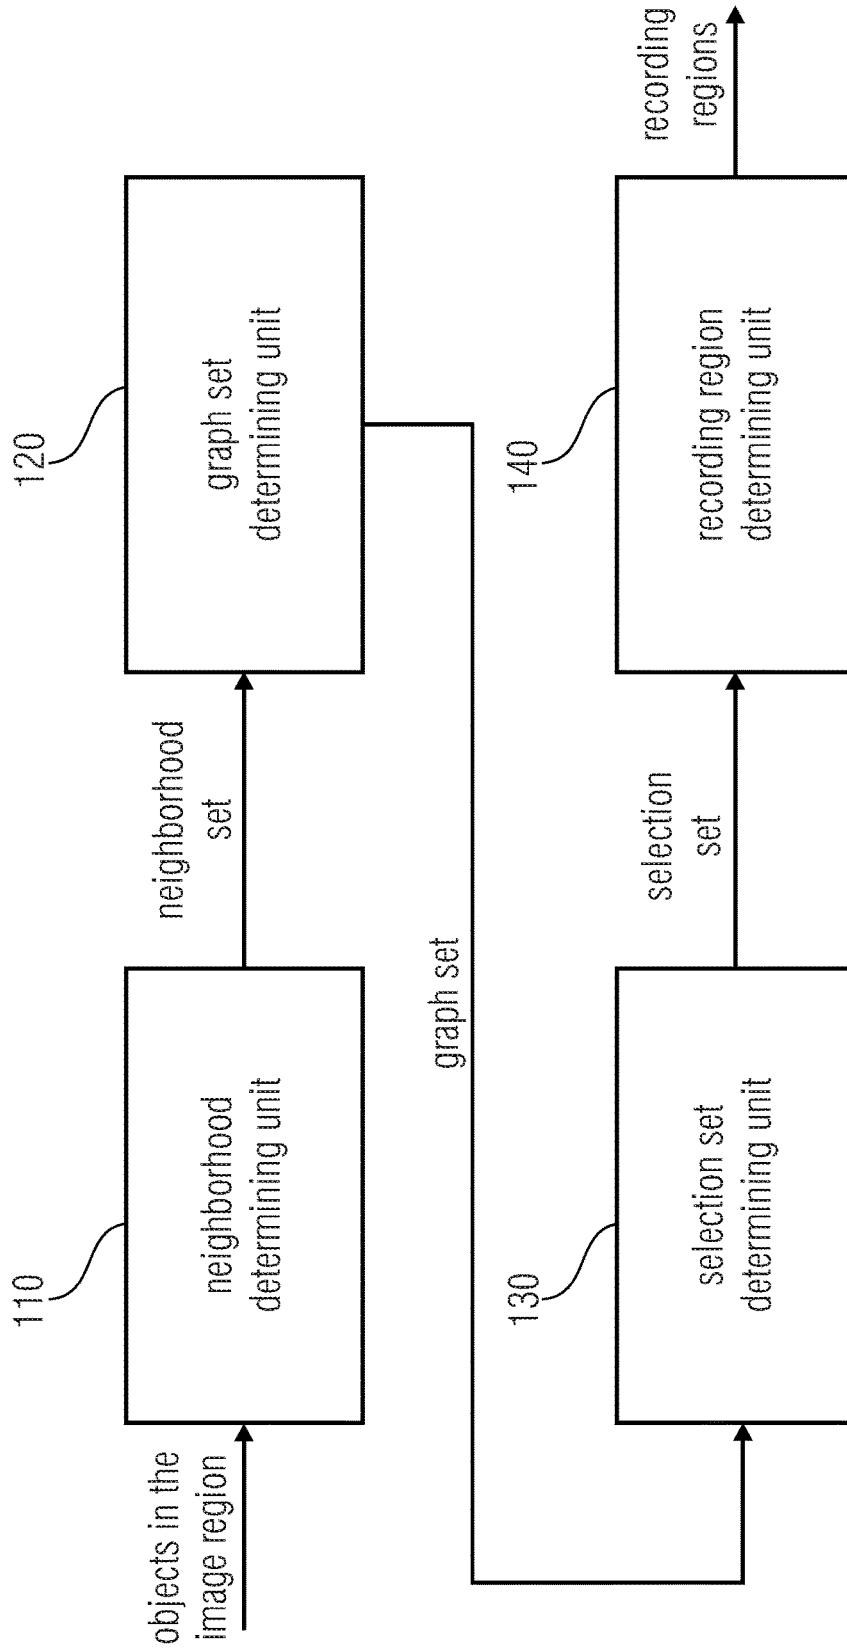 objects in the
image region
110
neighborhood
determining unit
neighborhood
set
120
graph set
determining unit
graph set
130
selection set
determining unit
selection
set
140
recording region
determining unit
recording
regions